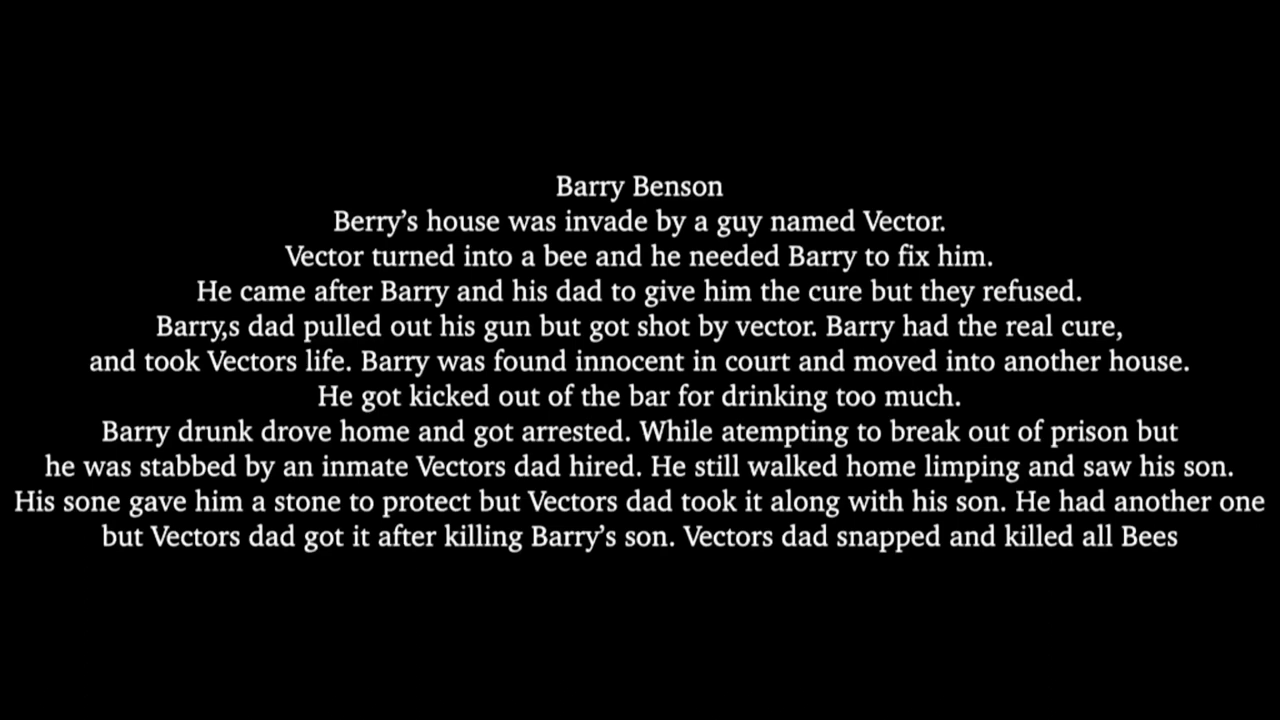 Barry Benson
Berry’s house was invade by a guy named Vector.
Vector turned into a bee and he needed Barry to fix him.
He came after Barry and his dad to give him the cure but they refused.
Barry,s dad pulled out his gun but got shot by vector. Barry had the real cure,
and took Vectors life. Barry was found innocent in court and moved into another house.
He got kicked out of the bar for drinking too much.
Barry drunk drove home and got arrested. While atempting to break out of prison but
he was stabbed by an inmate Vectors dad hired. He still walked home limping and saw his son.
His sone gave him a stone to protect but Vectors dad took it along with his son. He had another one
but Vectors dad got it after killing Barry’s son. Vectors dad snapped and killed all Bees